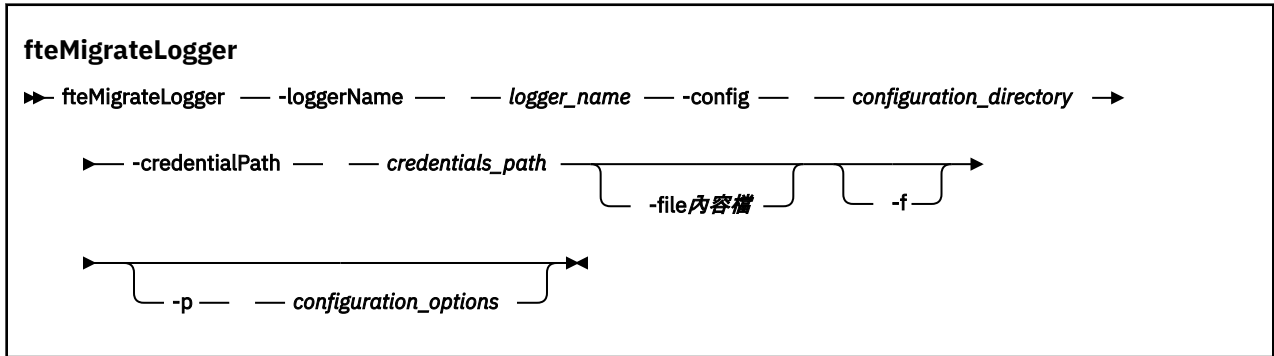 fteMigrateLogger
fteMigrateLogger -loggerName logger_name -config configuration_directory
-credentialPath credentials_path
-file內容檔 -f
-p configuration_options